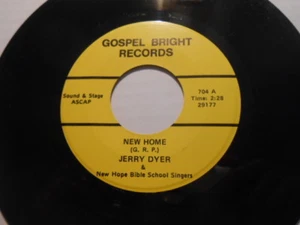 GOSPEL BRIGHT
RECORDS
Sound & Stage
ASCAP
704 A
Time: 2:28
29177
NEW HOME
(G. R. P.)
JERRY DYER
&
New Hope Bible School Singers